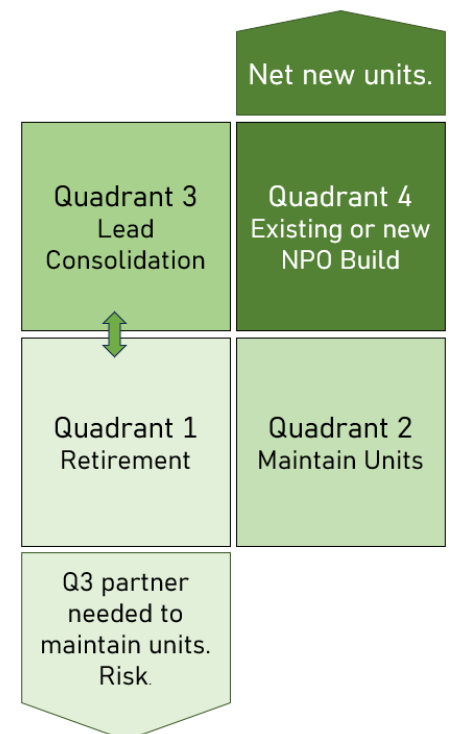 Net new units.
Quadrant 3
Lead
Consolidation
Quadrant 4
Existing or new
NPO Build
Quadrant 1
Retirement
Quadrant 2
Maintain Units
Q3 partner
needed to
maintain units.
Risk.